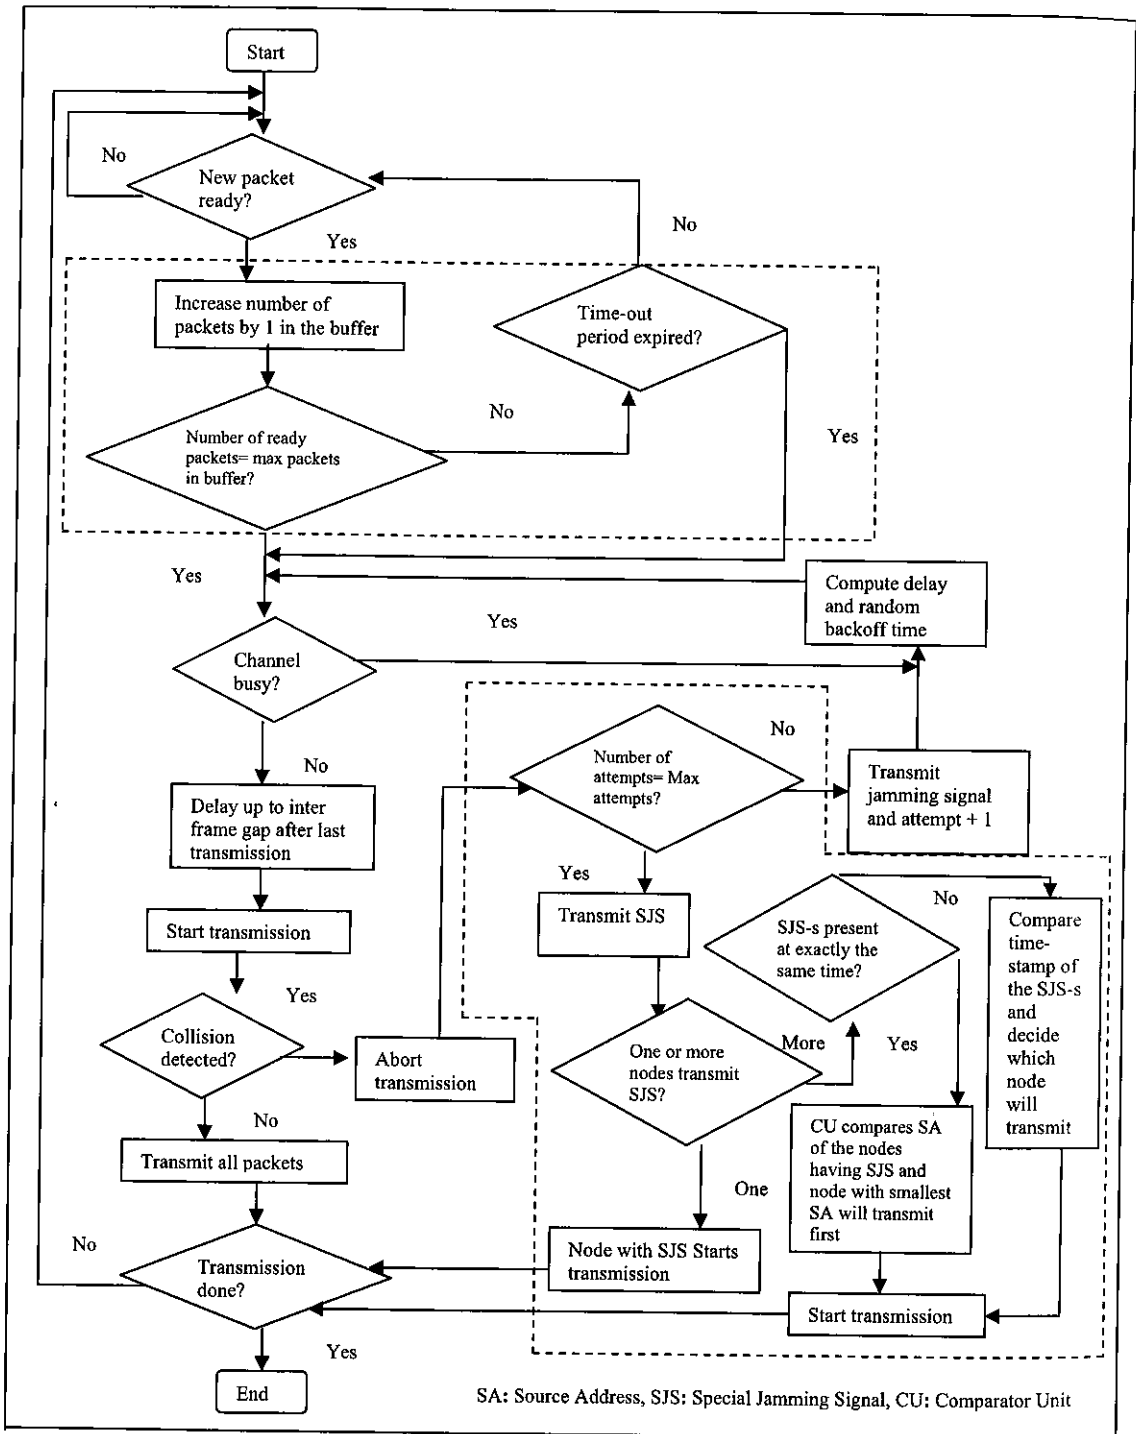 Start
No
New packet
ready?
No
Yes
Increase number of
packets by 1 in the buffer
Time-out
period expired?
No
Number of ready
packets= max packets
in buffer?
Yes
Yes
Compute delay
and random
backoff time
Yes
Channel
busy?
No
Number of
attempts= Max
attempts?
No
Transmit
jamming signal
and attempt + 1
Delay up to inter
frame gap after last
transmission
Yes
Transmit SJS
SJS-s present
at exactly the
same time?
No
Compare
time-
stamp of
the SJS-s
and
decide
which
node
will
transmit
Start transmission
Yes
Collision
detected?
Abort
transmission
One or more
nodes transmit
SJS?
More
Yes
No
CU compares SA
of the nodes
having SJS and
node with smallest
SA will transmit
first
Transmit all packets
One
No
Transmission
done?
Node with SJS Starts
transmission
Start transmission
Yes
End
SA: Source Address, SJS: Special Jamming Signal, CU: Comparator Unit